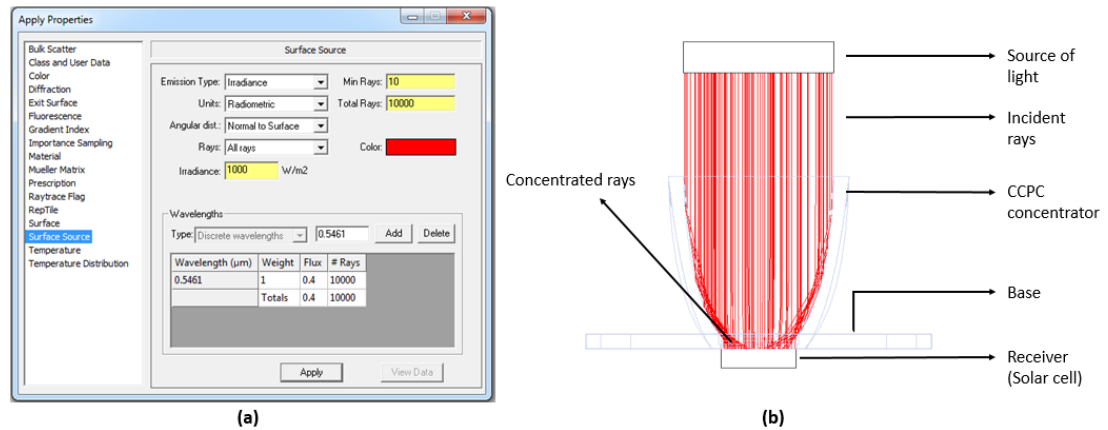 Apply Properties
Bulk Scatter
Class and User Data
Color
Diffraction
Exit Surface
Fluorescence
Gradient Index
Importance Sampling
Material
Mueller Matrix
Prescription
Raytrace Flag
RepTile
Surface
Surface Source
Temperature
Temperature Distribution
Surface Source
Emission Type: Irradiance Min Rays: 10
Units: Radiometric Total Rays: 10000
Angular dist.: Normal to Surface
Rays: All rays Color:
Irradiance: 1000 W/m2
Wavelengths
Type: Discrete wavelengths 0.5461 Add Delete
Wavelength (µm) Weight Flux # Rays
0.5461 1 0.4 10000
Totals 0.4 10000
Apply View Data
(a)
Source of
light
Incident
rays
Concentrated rays
CCPC
concentrator
Base
Receiver
(Solar cell)
(b)